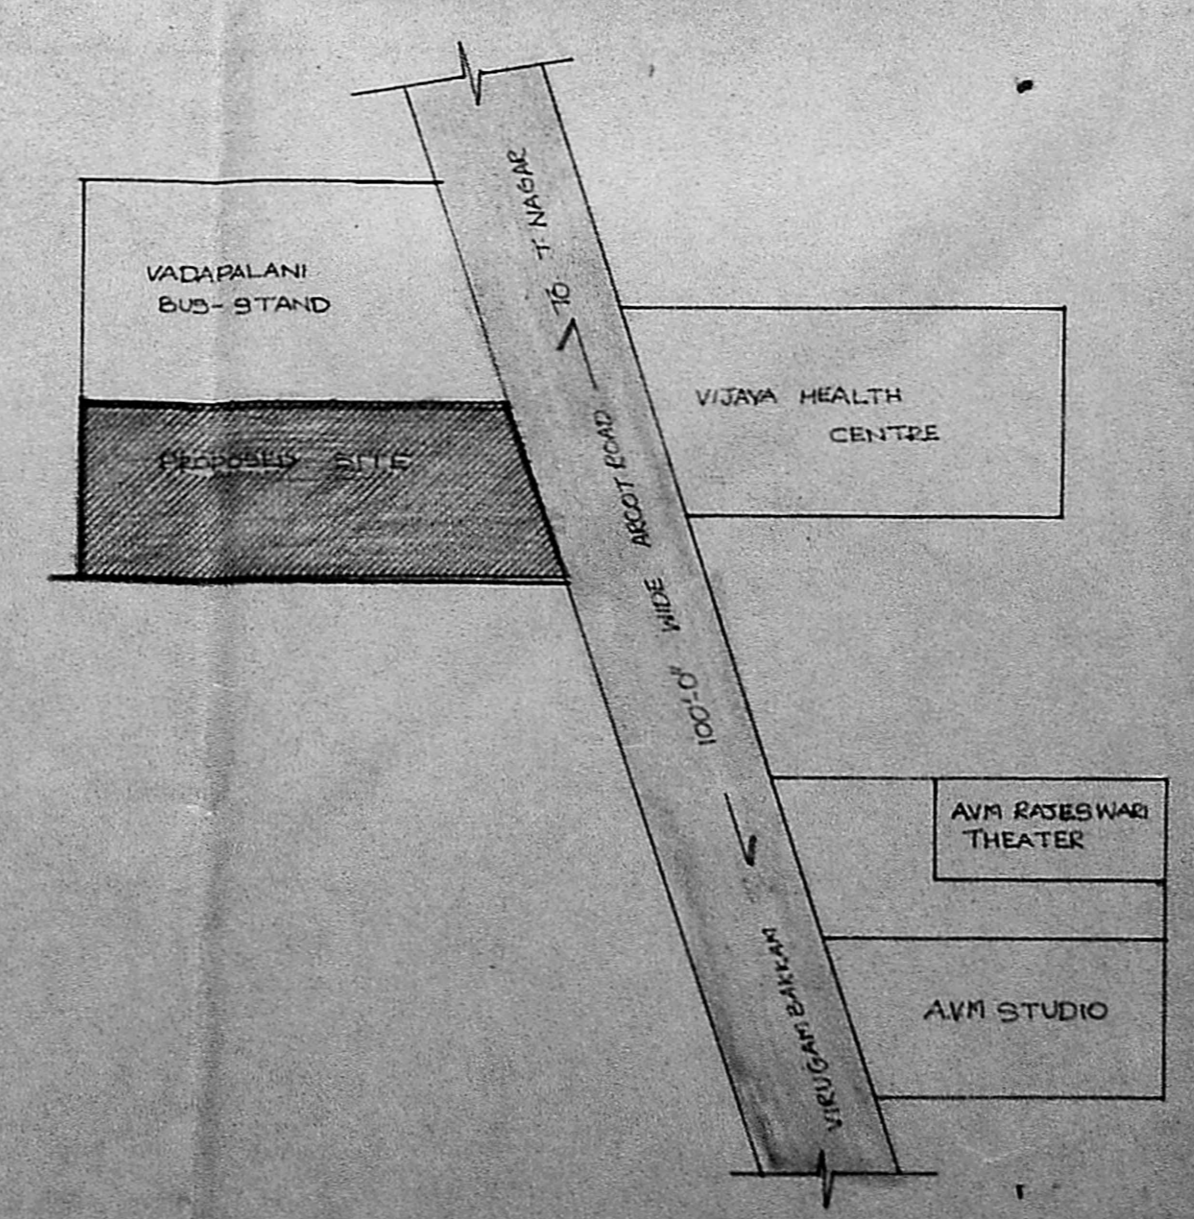 VADAPALANI
BUS-STAND
PROPOSED SITE
TO T NAGAR
100'-0" WIDE ARCOT ROAD
VIRUGAMBAKKAM
VIJAYA HEALTH
CENTRE
AVM RAJESWARI
THEATER
A.V.M STUDIO